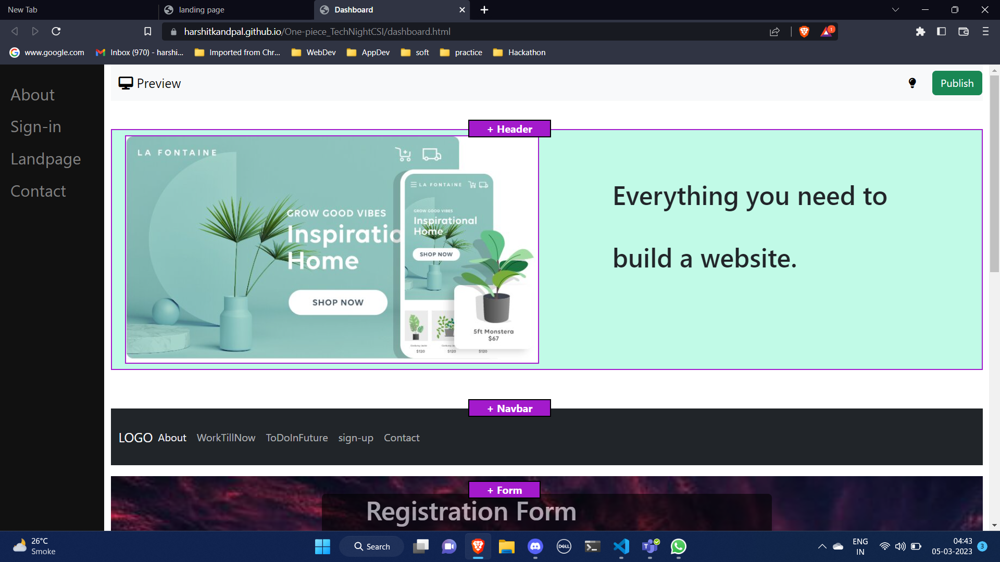 New Tab
landing page
Dashboard
harshitkandpal.github.io/One-piece_TechNightCSI/dashboard.html
1
www.google.com
Inbox (970) - harshi...
Imported from Chr...
WebDev
AppDev
soft
practice
Hackathon
About
Sign-in
Landpage
Contact
Preview
Publish
+ Header
LA FONTAINE
GROW GOOD VIBES
Inspiratio
Home
SHOP NOW
LA FONTAINE
GROW GOOD VIBES
Inspirational
Home
SHOP NOW
5ft Monstera
$67
$120
$120
$120
Everything you need to
build a website.
+ Navbar
LOGO About WorkTillNow ToDoInFuture sign-up Contact
+ Form
Registration Form
26°C
Smoke
Search
DELL
ENG
IN
04:43
05-03-2023
3